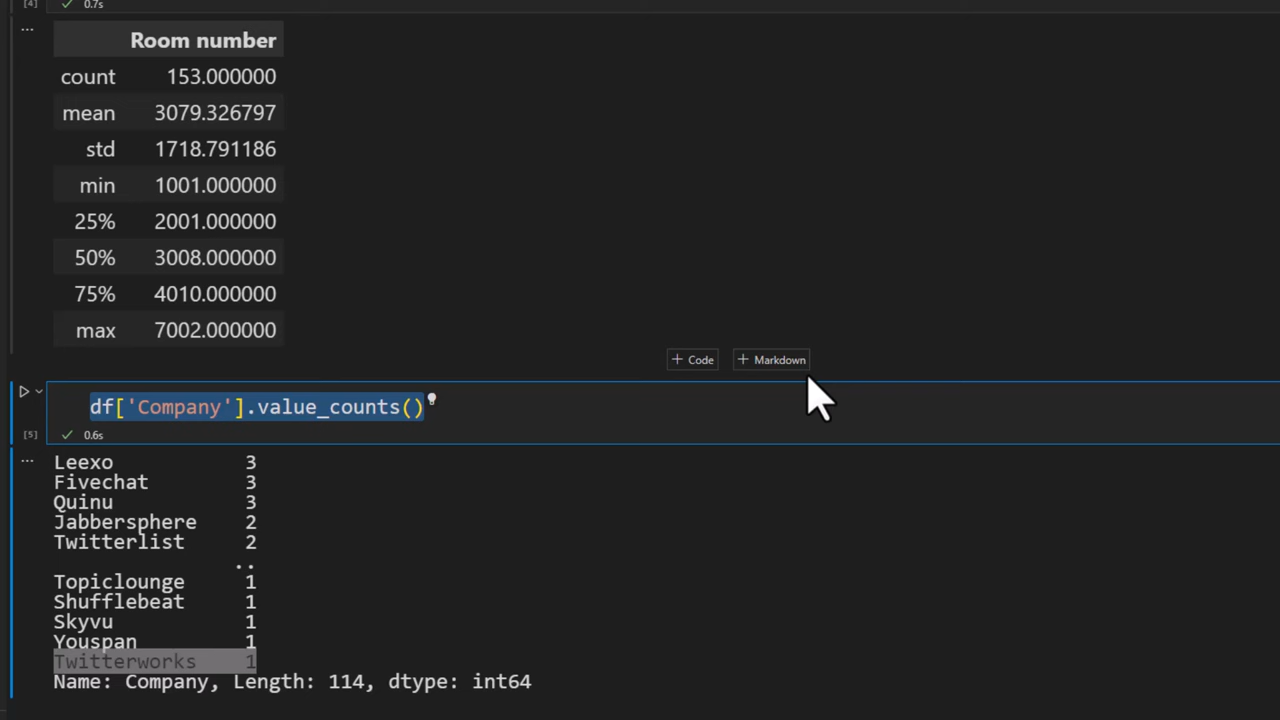 [4] ✓ 0.7s
...
Room number
count 153.000000
mean 3079.326797
std 1718.791186
min 1001.000000
25% 2001.000000
50% 3008.000000
75% 4010.000000
max 7002.000000
+ Code + Markdown
df['Company'].value_counts()
[5] ✓ 0.6s
...
Leexo 3
Fivechat 3
Quinu 3
Jabbersphere 2
Twitterlist 2
..
Topiclounge 1
Shufflebeat 1
Skyvu 1
Youspan 1
Twitterworks 1
Name: Company, Length: 114, dtype: int64